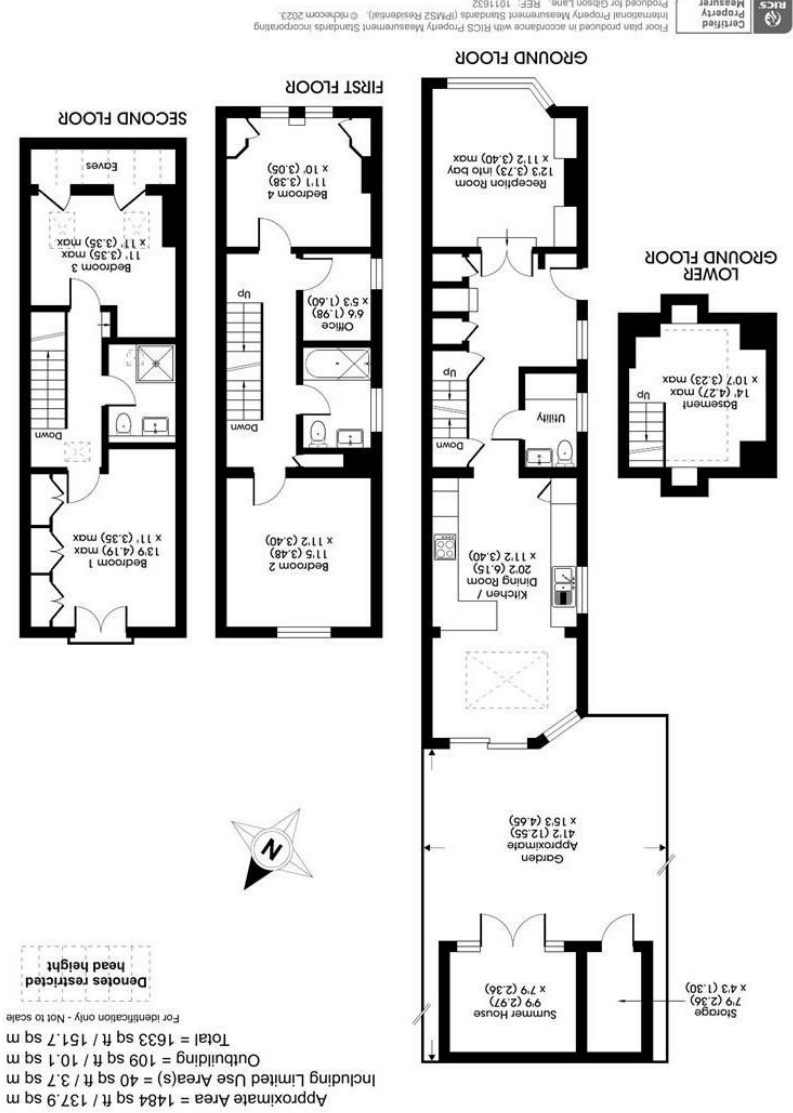 Approximate Area = 1484 sq ft / 137.9 sq m
Including Limited Use Area(s) = 40 sq ft / 3.7 sq m
Outbuilding = 109 sq ft / 10.1 sq m
Total = 1633 sq ft / 151.7 sq m
For identification only - Not to scale
Denotes restricted
head height
Storage
7'9 (2.36)
x 4'3 (1.30)
Summer House
9'9 (2.97)
x 7'9 (2.36)
Garden
Approximate
41'2 (12.55)
x 15'3 (4.65)
N
Kitchen /
Dining Room
20'2 (6.15)
x 11'2 (3.40)
Utility
Down
Up
Reception Room
12'3 (3.73) into bay
x 11'2 (3.40) max
GROUND FLOOR
Basement
14' (4.27) max
x 10'7 (3.23) max
Up
LOWER
GROUND FLOOR
Bedroom 2
11'5 (3.48)
x 11'2 (3.40)
Down
Up
Office
6'6 (1.98)
x 5'3 (1.60)
Bedroom 4
11'1 (3.38)
x 10' (3.05)
FIRST FLOOR
Bedroom 1
13'9 (4.19) max
x 11' (3.35) max
Down
Bedroom 3
11' (3.35) max
x 11' (3.35) max
Eaves
SECOND FLOOR
RICS
Certified
Property
Measurer
Floor plan produced in accordance with RICS Property Measurement Standards incorporating
International Property Measurement Standards (IPMS2 Residential). © nichecom 2023.
Produced for Gibson Lane. REF: 1011632